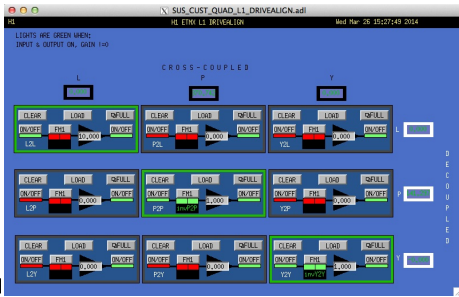 SUS_CUST_QUAD_L1_DRIVEALIGN.adl
H1 H1 ETMX L1 DRIVEALIGN Wed Mar 26 15:27:49 2014
LIGHTS ARE GREEN WHEN:
INPUT & OUTPUT ON, GAIN !=0
CROSS-COUPLED
L P Y
CLEAR LOAD FULL CLEAR LOAD FULL CLEAR LOAD FULL
ON/OFF FM1 10.000 ON/OFF ON/OFF FM1 0.000 ON/OFF ON/OFF FM1 0.000 ON/OFF L
L2L P2L Y2L
CLEAR LOAD FULL CLEAR LOAD FULL CLEAR LOAD FULL
ON/OFF FM1 0.000 ON/OFF ON/OFF FM1 1.000 ON/OFF ON/OFF FM1 0.000 ON/OFF P
L2P P2P invP2P Y2P
CLEAR LOAD FULL CLEAR LOAD FULL CLEAR LOAD FULL
ON/OFF FM1 0.000 ON/OFF ON/OFF FM1 0.000 ON/OFF ON/OFF FM1 1.000 ON/OFF Y
L2Y P2Y Y2Y invY2Y
DECOUPLED